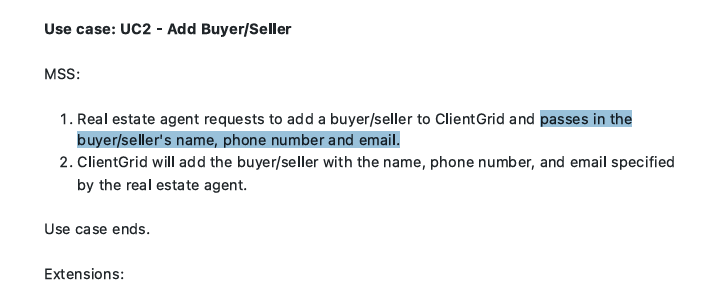 Use case: UC2 - Add Buyer/Seller
MSS:
1. Real estate agent requests to add a buyer/seller to ClientGrid and passes in the
buyer/seller's name, phone number and email.
2. ClientGrid will add the buyer/seller with the name, phone number, and email specified
by the real estate agent.
Use case ends.
Extensions: